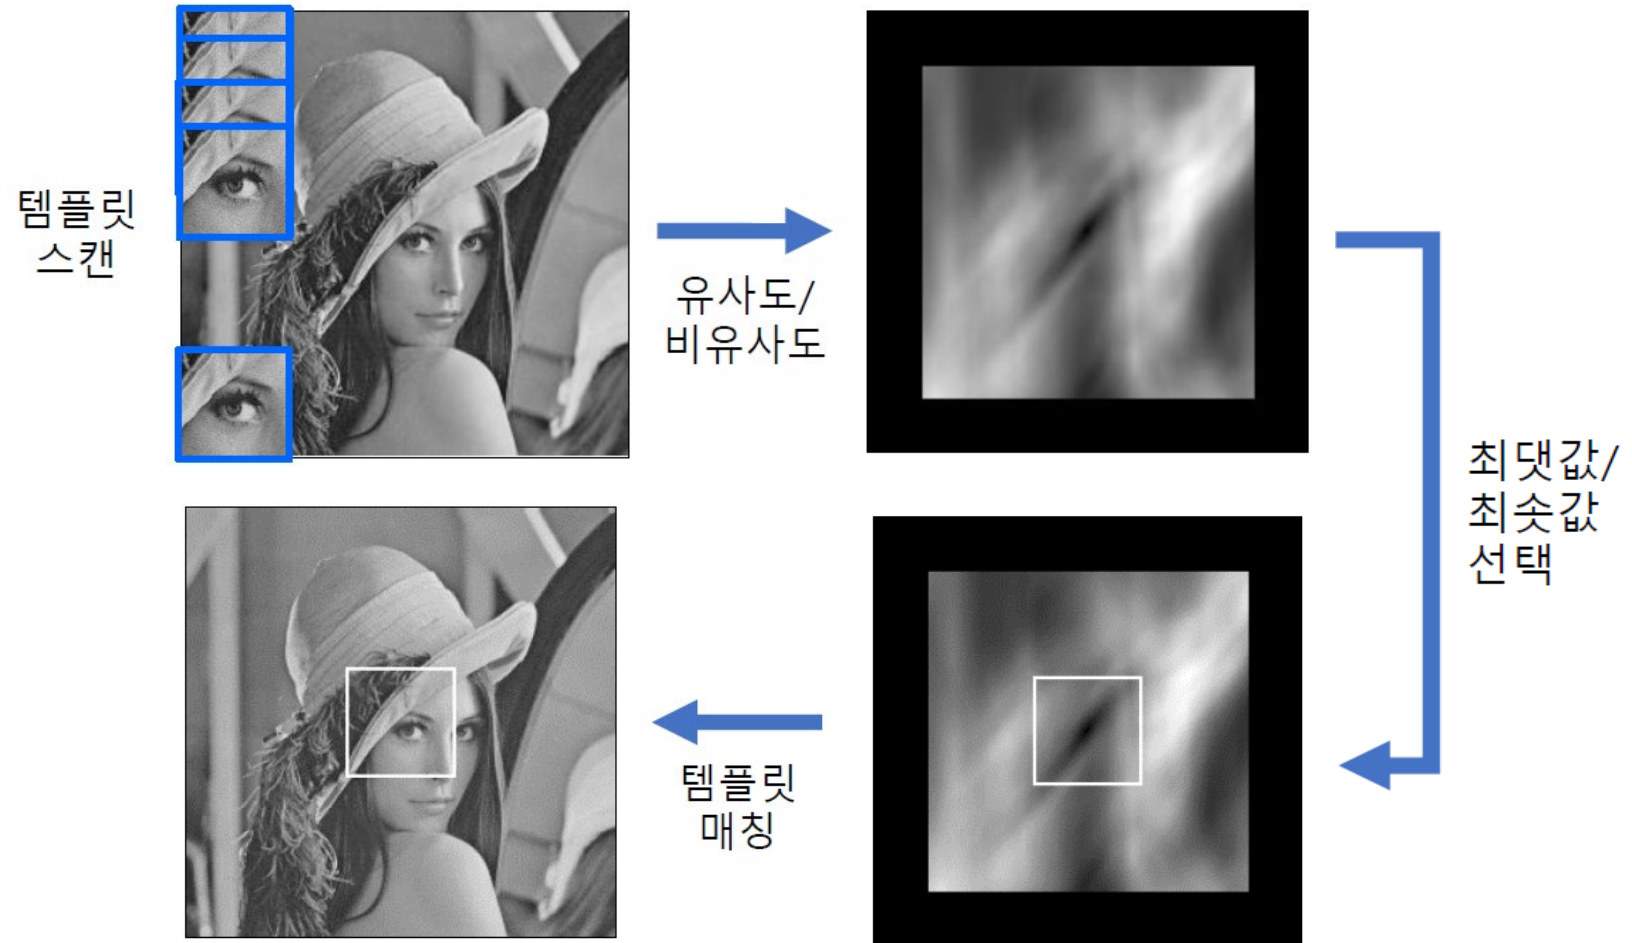 템플릿
스캔
유사도/
비유사도
최댓값/
최솟값
선택
템플릿
매칭